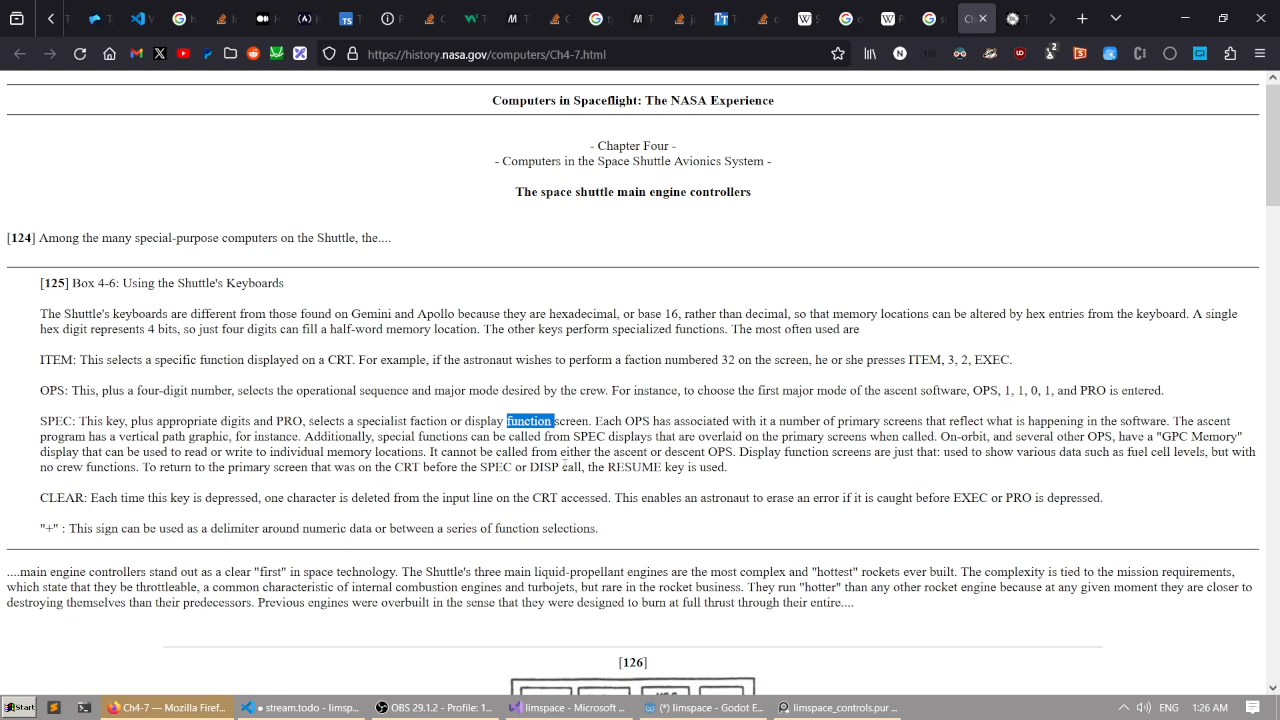 https://history.nasa.gov/computers/Ch4-7.html
Computers in Spaceflight: The NASA Experience
- Chapter Four -
- Computers in the Space Shuttle Avionics System -
The space shuttle main engine controllers
[124] Among the many special-purpose computers on the Shuttle, the....
[125] Box 4-6: Using the Shuttle's Keyboards
The Shuttle's keyboards are different from those found on Gemini and Apollo because they are hexadecimal, or base 16, rather than decimal, so that memory locations can be altered by hex entries from the keyboard. A single
hex digit represents 4 bits, so just four digits can fill a half-word memory location. The other keys perform specialized functions. The most often used are
ITEM: This selects a specific function displayed on a CRT. For example, if the astronaut wishes to perform a faction numbered 32 on the screen, he or she presses ITEM, 3, 2, EXEC.
OPS: This, plus a four-digit number, selects the operational sequence and major mode desired by the crew. For instance, to choose the first major mode of the ascent software, OPS, 1, 1, 0, 1, and PRO is entered.
SPEC: This key, plus appropriate digits and PRO, selects a specialist faction or display function screen. Each OPS has associated with it a number of primary screens that reflect what is happening in the software. The ascent
program has a vertical path graphic, for instance. Additionally, special functions can be called from SPEC displays that are overlaid on the primary screens when called. On-orbit, and several other OPS, have a "GPC Memory"
display that can be used to read or write to individual memory locations. It cannot be called from either the ascent or descent OPS. Display function screens are just that: used to show various data such as fuel cell levels, but with
no crew functions. To return to the primary screen that was on the CRT before the SPEC or DISP call, the RESUME key is used.
CLEAR: Each time this key is depressed, one character is deleted from the input line on the CRT accessed. This enables an astronaut to erase an error if it is caught before EXEC or PRO is depressed.
"+" : This sign can be used as a delimiter around numeric data or between a series of function selections.
....main engine controllers stand out as a clear "first" in space technology. The Shuttle's three main liquid-propellant engines are the most complex and "hottest" rockets ever built. The complexity is tied to the mission requirements,
which state that they be throttleable, a common characteristic of internal combustion engines and turbojets, but rare in the rocket business. They run "hotter" than any other rocket engine because at any given moment they are closer to
destroying themselves than their predecessors. Previous engines were overbuilt in the sense that they were designed to burn at full thrust through their entire....
[126]
Start Ch4-7 — Mozilla Firef... stream.todo - limsp... OBS 29.1.2 - Profile: ... limspace - Microsoft ... (*) limspace - Godot E... limspace_controls.pur ... ENG 1:26 AM